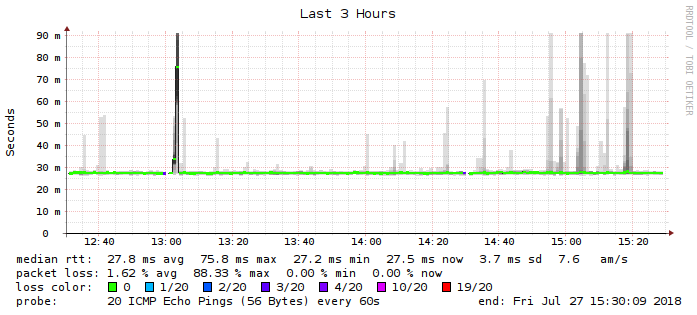 Last 3 Hours
RRDTOOL / TOBI OETIKER
Seconds
90 m
80 m
70 m
60 m
50 m
40 m
30 m
20 m
10 m
0
12:40 13:00 13:20 13:40 14:00 14:20 14:40 15:00 15:20
median rtt: 27.8 ms avg 75.8 ms max 27.2 ms min 27.5 ms now 3.7 ms sd 7.6 am/s
packet loss: 1.62 % avg 88.33 % max 0.00 % min 0.00 % now
loss color: 0 1/20 2/20 3/20 4/20 10/20 19/20
probe: 20 ICMP Echo Pings (56 Bytes) every 60s end: Fri Jul 27 15:30:09 2018